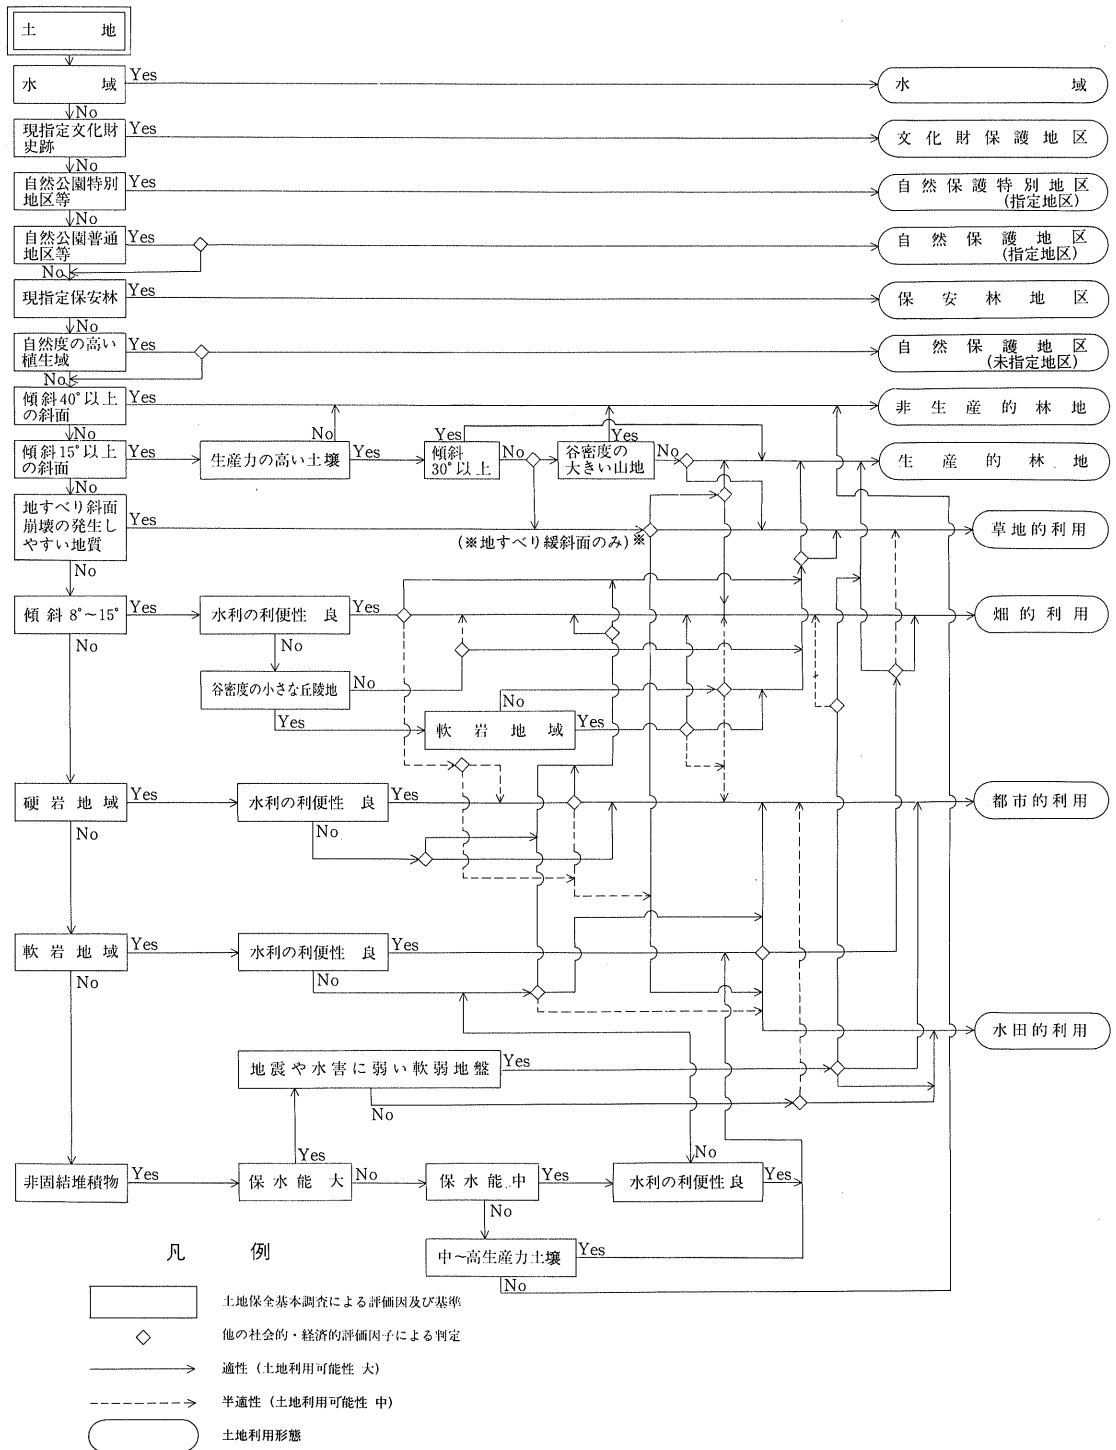 土 地
水 域
Yes
水 域
No
現指定文化財
史跡
Yes
文化財保護地区
No
自然公園特別
地区等
Yes
自然保護特別地区
(指定地区)
No
自然公園普通
地区等
Yes
自然保護地区
(指定地区)
No
現指定保安林
Yes
保安林地区
No
自然度の高い
植生域
Yes
自然保護地区
(未指定地区)
No
傾斜40°以上
の斜面
Yes
非生産的林地
No
傾斜15°以上
の斜面
Yes
生産力の高い土壌
No
Yes
Yes
傾斜
30°以上
No
Yes
谷密度の
大きい山地
No
生産的林地
No
地すべり斜面
崩壊の発生し
やすい地質
Yes
(※地すべり緩斜面のみ)※
草地的利用
No
傾斜8°~15°
Yes
水利の利便性 良
Yes
畑的利用
No
No
谷密度の小さな丘陵地
No
Yes
No
軟岩地域
Yes
硬岩地域
Yes
水利の利便性 良
Yes
都市的利用
No
No
軟岩地域
Yes
水利の利便性 良
Yes
No
No
水田的利用
地震や水害に弱い軟弱地盤
Yes
No
Yes
No
非固結堆積物
Yes
保水能 大
No
保水能 中
Yes
水利の利便性良
Yes
No
中~高生産力土壌
Yes
No
凡 例
土地保全基本調査による評価因及び基準
他の社会的・経済的評価因子による判定
適性 (土地利用可能性 大)
半適性 (土地利用可能性 中)
土地利用形態